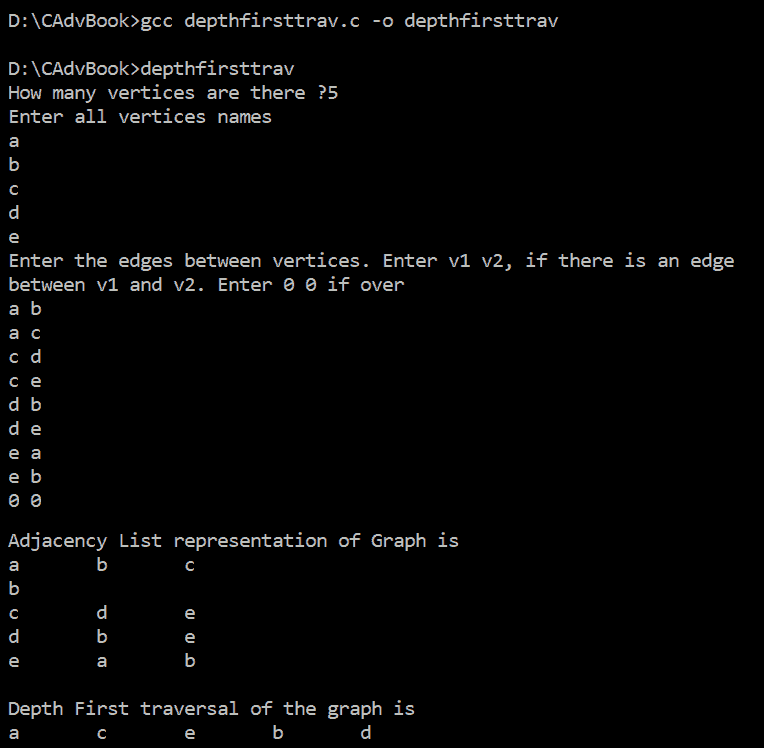 D:\CAdvBook>gcc depthfirsttrav.c -o depthfirsttrav
D:\CAdvBook>depthfirsttrav
How many vertices are there ?5
Enter all vertices names
a
b
c
d
e
Enter the edges between vertices. Enter v1 v2, if there is an edge
between v1 and v2. Enter 0 0 if over
a b
a c
c d
c e
d b
d e
e a
e b
0 0
Adjacency List representation of Graph is
a b c
b
c d e
d b e
e a b
Depth First traversal of the graph is
a c e b d